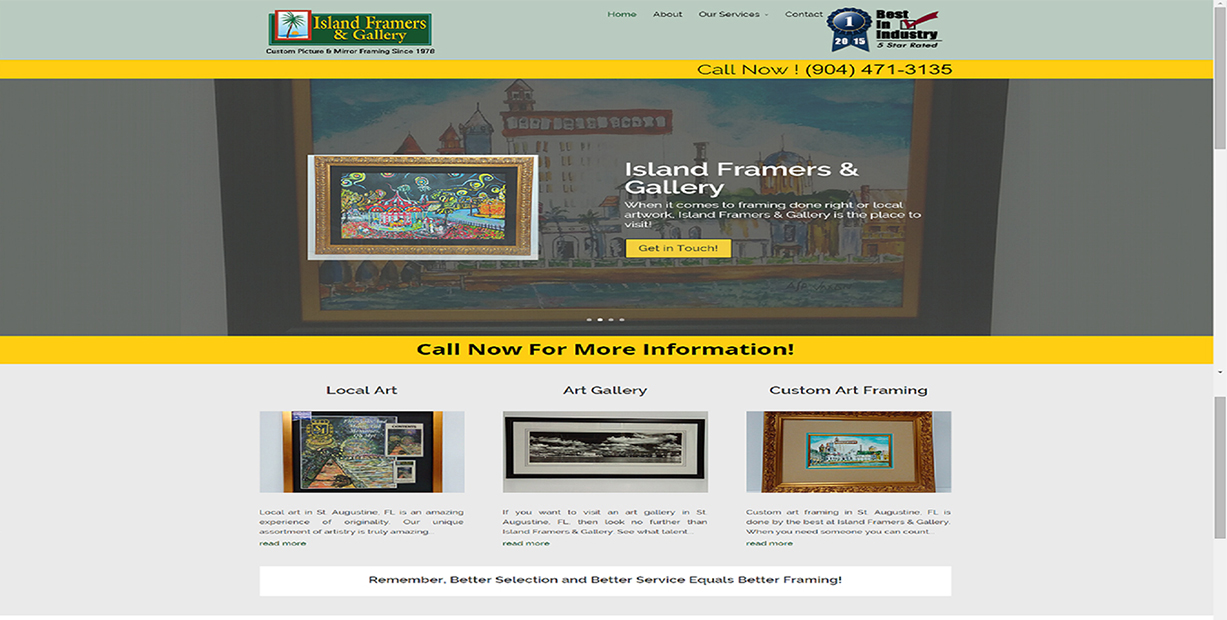 Island Framers
& Gallery
Custom Picture & Mirror Framing Since 1978
Home About Our Services Contact
1
20 15
Best
In
Industry
5 Star Rated
Call Now ! (904) 471-3135
Island Framers &
Gallery
When it comes to framing done right or local
artwork, Island Framers & Gallery is the place to
visit!
Get in Touch!
Call Now For More Information!
Local Art
Local art in St. Augustine, FL is an amazing
experience of originality. Our unique
assortment of artistry is truly amazing...
read more
Art Gallery
If you want to visit an art gallery in St.
Augustine, FL, then look no further than
Island Framers & Gallery. See what talent...
read more
Custom Art Framing
Custom art framing in St. Augustine, FL is
done by the best at Island Framers & Gallery.
When you need someone you can count...
read more
Remember, Better Selection and Better Service Equals Better Framing!